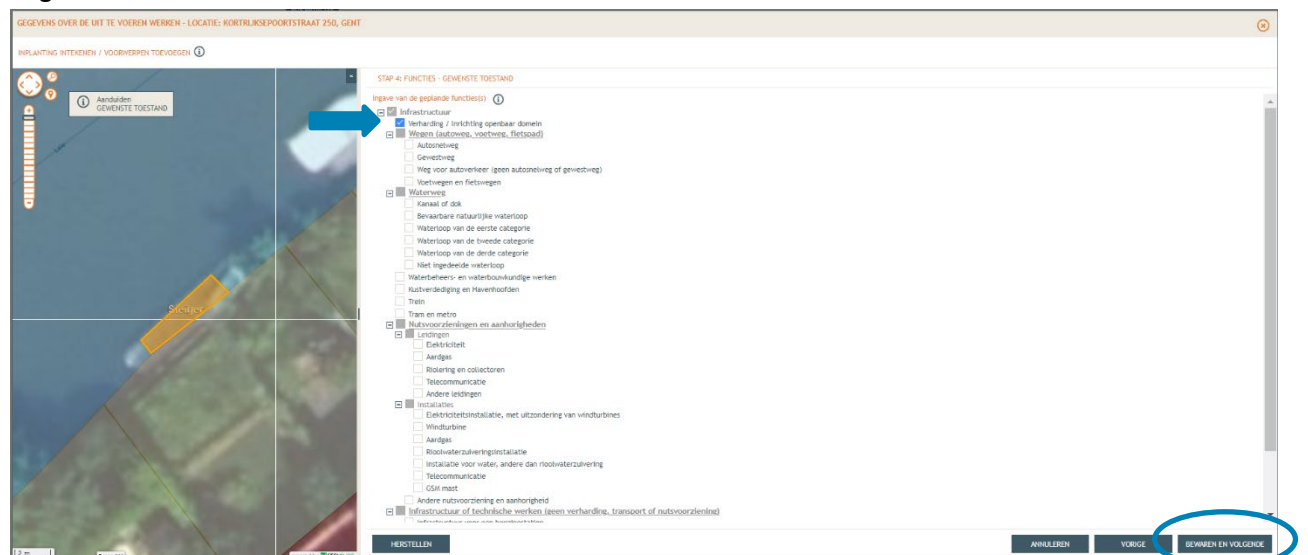 GEGEVENS OVER DE UIT TE VOEREN WERKEN - LOCATIE: KORTRIJKSEPOORTSTRAAT 250, GENT
INPLANTING INTEKENEN / VOORWERPEN TOEVOEGEN
Aanduiden:
GEWENSTE TOESTAND
Steiger
2 m
STAP 4: FUNCTIES - GEWENSTE TOESTAND
Ingave van de geplande functies(s)
Infrastructuur
Verharding / Inrichting openbaar domein
Wegen (autoweg, voetweg, fietspad)
Autosnelweg
Gewestweg
Weg voor autoverkeer (geen autosnelweg of gewestweg)
Voetwegen en fietswegen
Waterweg
Kanaal of dok
Bevaarbare natuurlijke waterloop
Waterloop van de eerste categorie
Waterloop van de tweede categorie
Waterloop van de derde categorie
Niet ingedeelde waterloop
Waterbeheers- en waterbouwkundige werken
Kustverdediging en Havenhoofden
Trein
Tram en metro
Nutsvoorzieningen en aanhorigheden
Leidingen
Elektriciteit
Aardgas
Riolering en collectoren
Telecommunicatie
Andere leidingen
Installaties
Elektriciteitsinstallatie, met uitzondering van windturbines
Windturbine
Aardgas
Rioolwaterzuiveringsinstallatie
Installatie voor water, andere dan rioolwaterzuivering
Telecommunicatie
GSM mast
Andere nutsvoorziening en aanhorigheid
Infrastructuur of technische werken (geen verharding, transport of nutsvoorziening)
HERSTELLEN
ANNULEREN
VORIGE
BEWAREN EN VOLGENDE